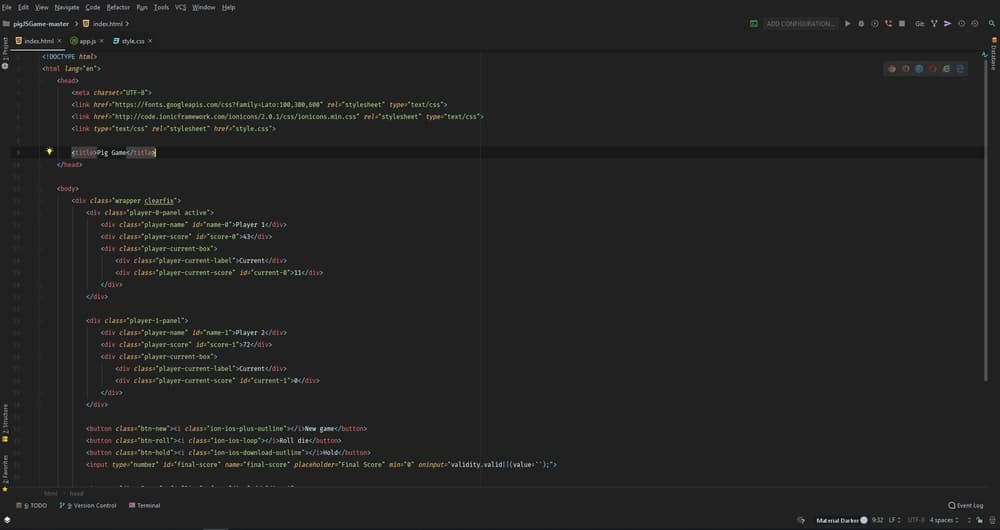 File Edit View Navigate Code Refactor Run Tools VCS Window Help
pigJSGame-master index.html ADD CONFIGURATION... Git:
index.html app.js style.css
1: Project
Database
<!DOCTYPE html>
<html lang="en">
<head>
<meta charset="UTF-8">
<link href="https://fonts.googleapis.com/css?family=Lato:100,300,600" rel="stylesheet" type="text/css">
<link href="http://code.ionicframework.com/ionicons/2.0.1/css/ionicons.min.css" rel="stylesheet" type="text/css">
<link type="text/css" rel="stylesheet" href="style.css">
<title>Pig Game</title>
</head>
<body>
<div class="wrapper clearfix">
<div class="player-0-panel active">
<div class="player-name" id="name-0">Player 1</div>
<div class="player-score" id="score-0">43</div>
<div class="player-current-box">
<div class="player-current-label">Current</div>
<div class="player-current-score" id="current-0">11</div>
</div>
</div>
<div class="player-1-panel">
<div class="player-name" id="name-1">Player 2</div>
<div class="player-score" id="score-1">72</div>
<div class="player-current-box">
<div class="player-current-label">Current</div>
<div class="player-current-score" id="current-1">0</div>
</div>
</div>
<button class="btn-new"><i class="ion-ios-plus-outline"></i>New game</button>
<button class="btn-roll"><i class="ion-ios-loop"></i>Roll die</button>
<button class="btn-hold"><i class="ion-ios-download-outline"></i>Hold</button>
<input type="number" id="final-score" name="final-score" placeholder="Final Score" min="0" oninput="validity.valid||(value='');">
Z: Structure
2: Favorites
html head
6: TODO 9: Version Control Terminal Event Log
Material Darker 9:32 LF UTF-8 4 spaces